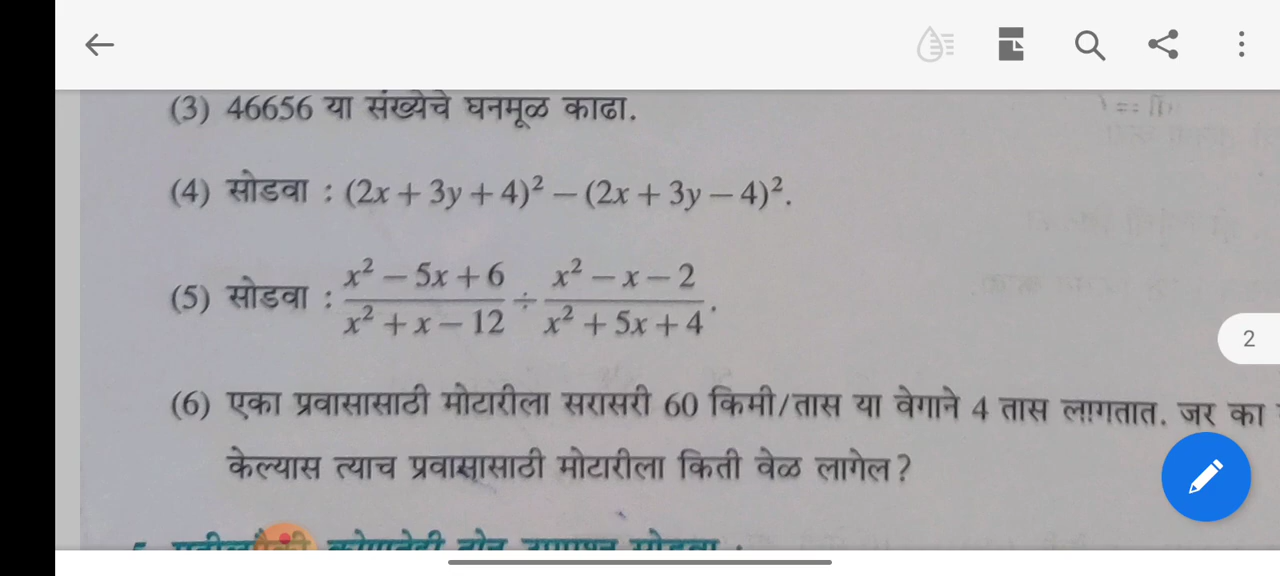 (3) 46656 या संख्येचे घनमूळ काढा.
(4) सोडवा : (2x + 3y + 4)² – (2x + 3y – 4)².
(5) सोडवा : (x² – 5x + 6)/(x² + x – 12) ÷ (x² – x – 2)/(x² + 5x + 4).
2
(6) एका प्रवासासाठी मोटारीला सरासरी 60 किमी/तास या वेगाने 4 तास लागतात. जर का
केल्यास त्याच प्रवासासाठी मोटारीला किती वेळ लागेल?